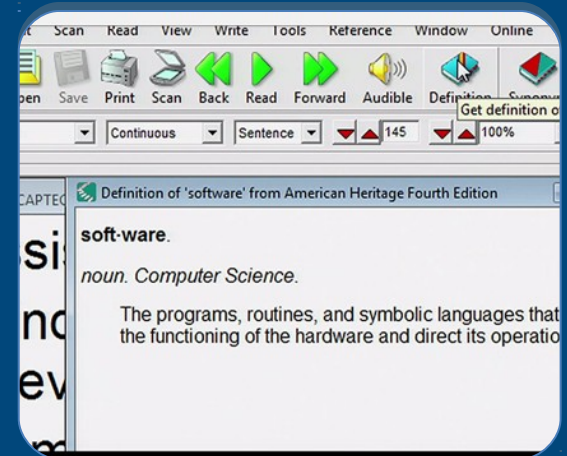 Scan Read View Write Tools Reference Window Online
Save Print Scan Back Read Forward Audible Definition
Get definition
Continuous Sentence 145 100%
Definition of 'software' from American Heritage Fourth Edition
soft·ware.
noun. Computer Science.
The programs, routines, and symbolic languages that
the functioning of the hardware and direct its